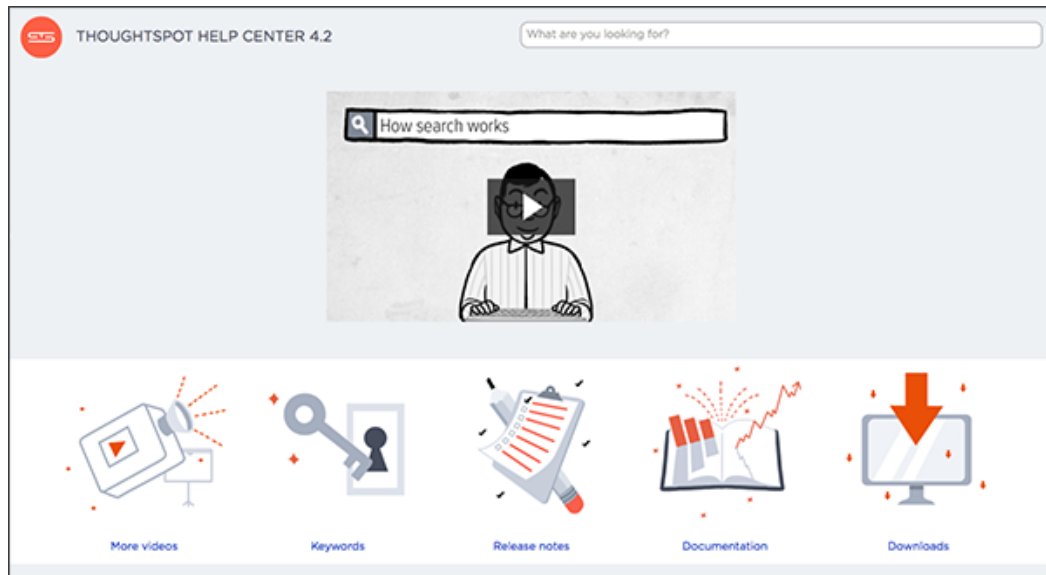 THOUGHTSPOT HELP CENTER 4.2
What are you looking for?
How search works
More videos
Keywords
Release notes
Documentation
Downloads